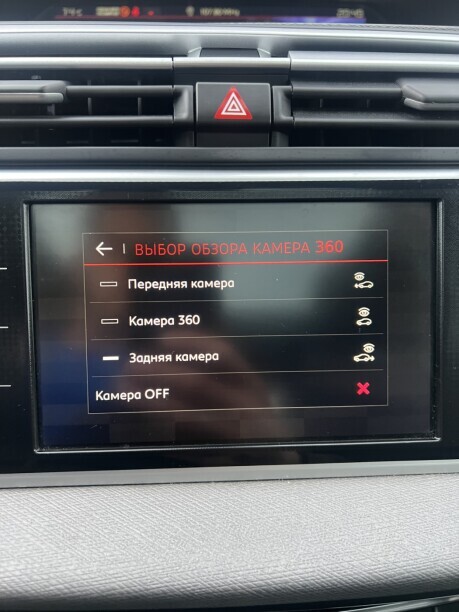 ВЫБОР ОБЗОРА КАМЕРА 360
Передняя камера
Камера 360
Задняя камера
Камера OFF